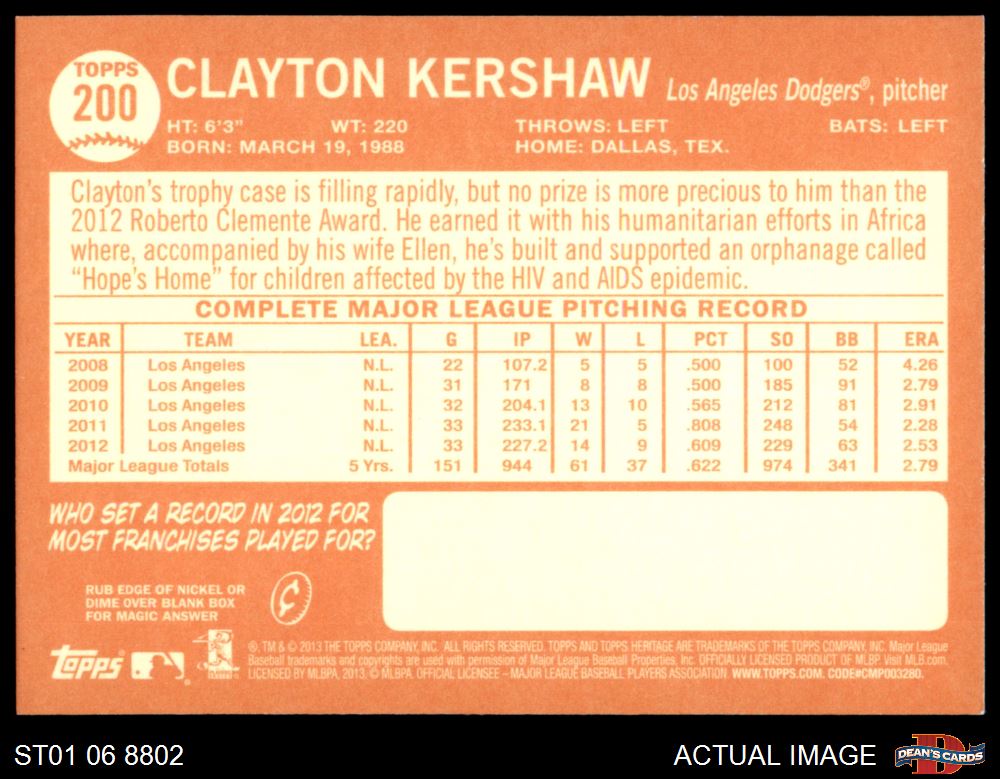 TOPPS
200
CLAYTON KERSHAW Los Angeles Dodgers®, pitcher
HT: 6'3" WT: 220 THROWS: LEFT BATS: LEFT
BORN: MARCH 19, 1988 HOME: DALLAS, TEX.
Clayton's trophy case is filling rapidly, but no prize is more precious to him than the
2012 Roberto Clemente Award. He earned it with his humanitarian efforts in Africa
where, accompanied by his wife Ellen, he's built and supported an orphanage called
"Hope's Home" for children affected by the HIV and AIDS epidemic.
COMPLETE MAJOR LEAGUE PITCHING RECORD
YEAR TEAM LEA. G IP W L PCT SO BB ERA
2008 Los Angeles N.L. 22 107.2 5 5 .500 100 52 4.26
2009 Los Angeles N.L. 31 171 8 8 .500 185 91 2.79
2010 Los Angeles N.L. 32 204.1 13 10 .565 212 81 2.91
2011 Los Angeles N.L. 33 233.1 21 5 .808 248 54 2.28
2012 Los Angeles N.L. 33 227.2 14 9 .609 229 63 2.53
Major League Totals 5 Yrs. 151 944 61 37 .622 974 341 2.79
WHO SET A RECORD IN 2012 FOR
MOST FRANCHISES PLAYED FOR?
RUB EDGE OF NICKEL OR
DIME OVER BLANK BOX
FOR MAGIC ANSWER
¢
topps
®, TM & © 2013 THE TOPPS COMPANY, INC. ALL RIGHTS RESERVED. TOPPS AND TOPPS HERITAGE ARE TRADEMARKS OF THE TOPPS COMPANY, INC. Major League
Baseball trademarks and copyrights are used with permission of Major League Baseball Properties, Inc. OFFICIALLY LICENSED PRODUCT OF MLBP. Visit MLB.com.
LICENSED BY MLBPA, 2013. © MLBPA. OFFICIAL LICENSEE – MAJOR LEAGUE BASEBALL PLAYERS ASSOCIATION WWW.TOPPS.COM. CODE#CMP003280.
ST01 06 8802 ACTUAL IMAGE
DEAN'S CARDS